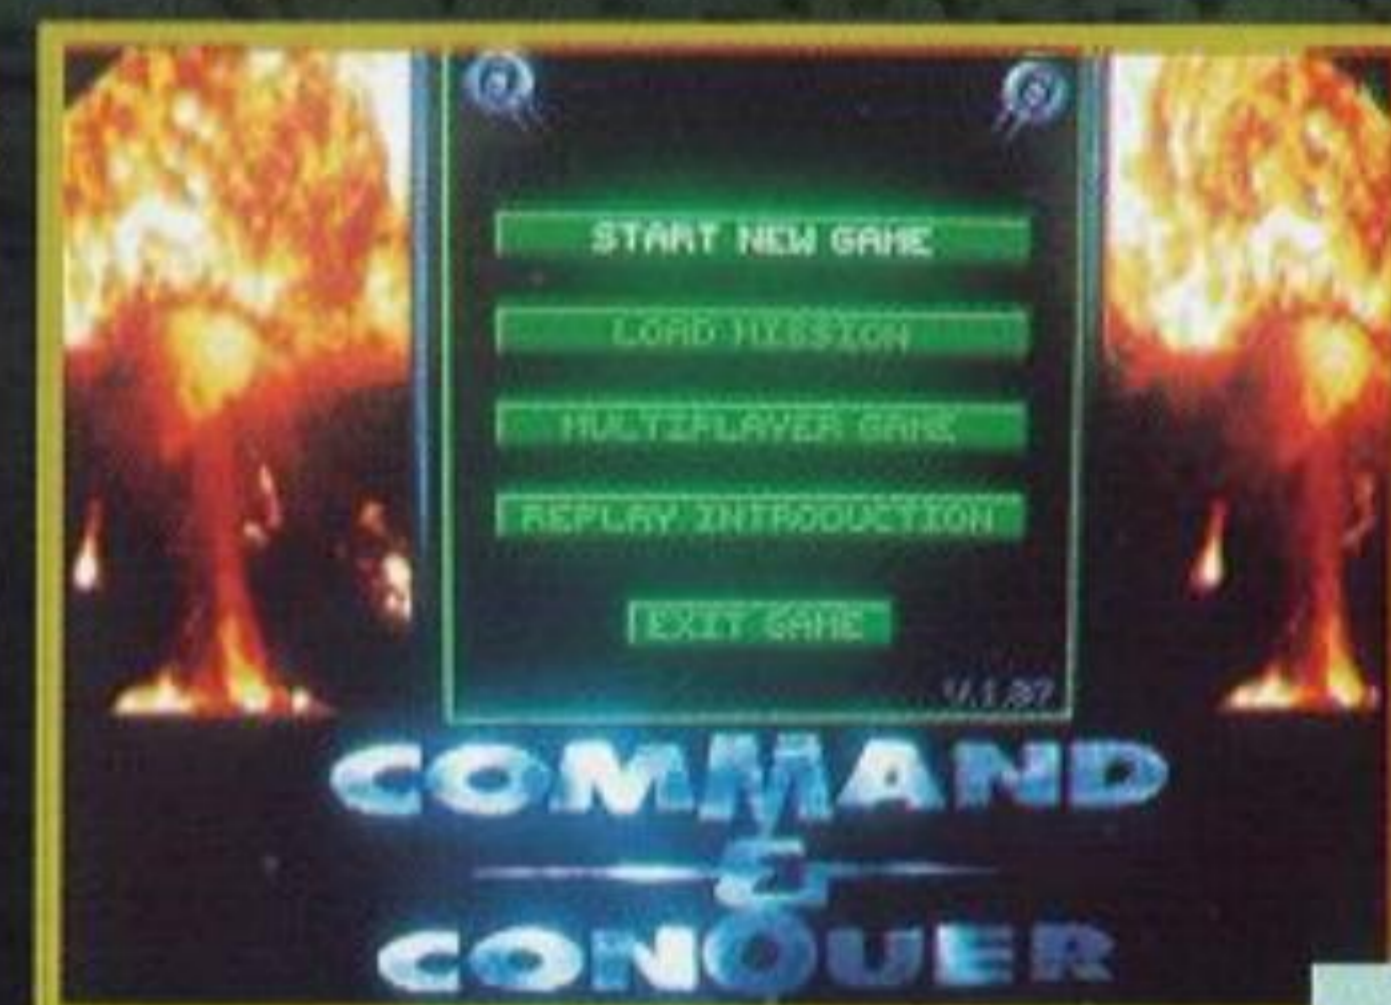 START NEW GAME
LOAD MISSION
MULTIPLAYER GAME
REPLAY INTRODUCTION
EXIT GAME
COMMAND
&
CONQUER